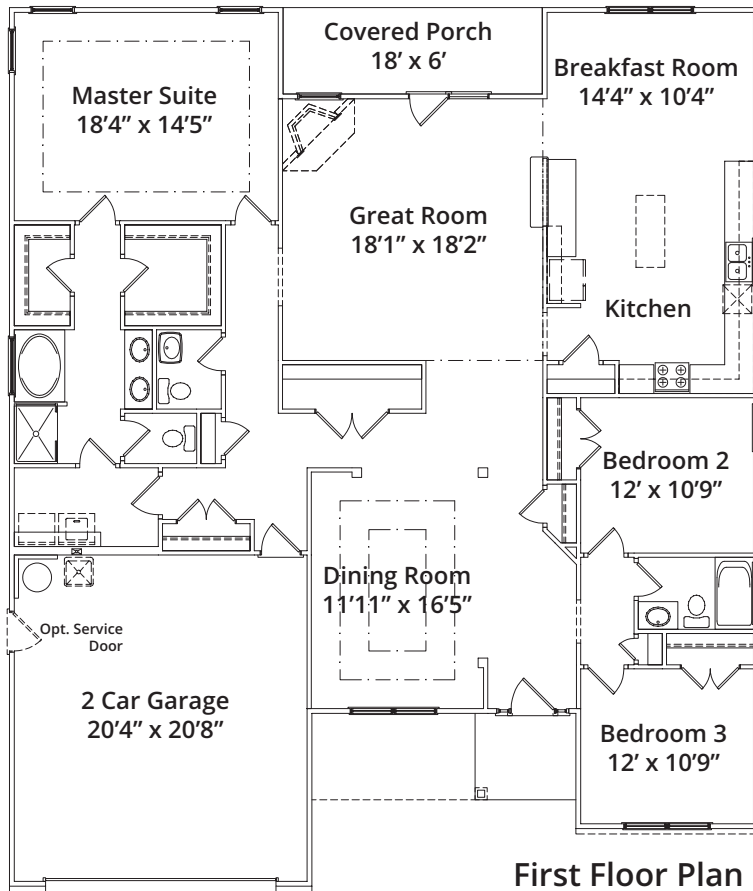 Covered Porch
18’ x 6’
Master Suite
18’4” x 14’5”
Breakfast Room
14’4” x 10’4”
Great Room
18’1” x 18’2”
Kitchen
Bedroom 2
12’ x 10’9”
Dining Room
11’11” x 16’5”
Opt. Service
Door
2 Car Garage
20’4” x 20’8”
Bedroom 3
12’ x 10’9”
First Floor Plan